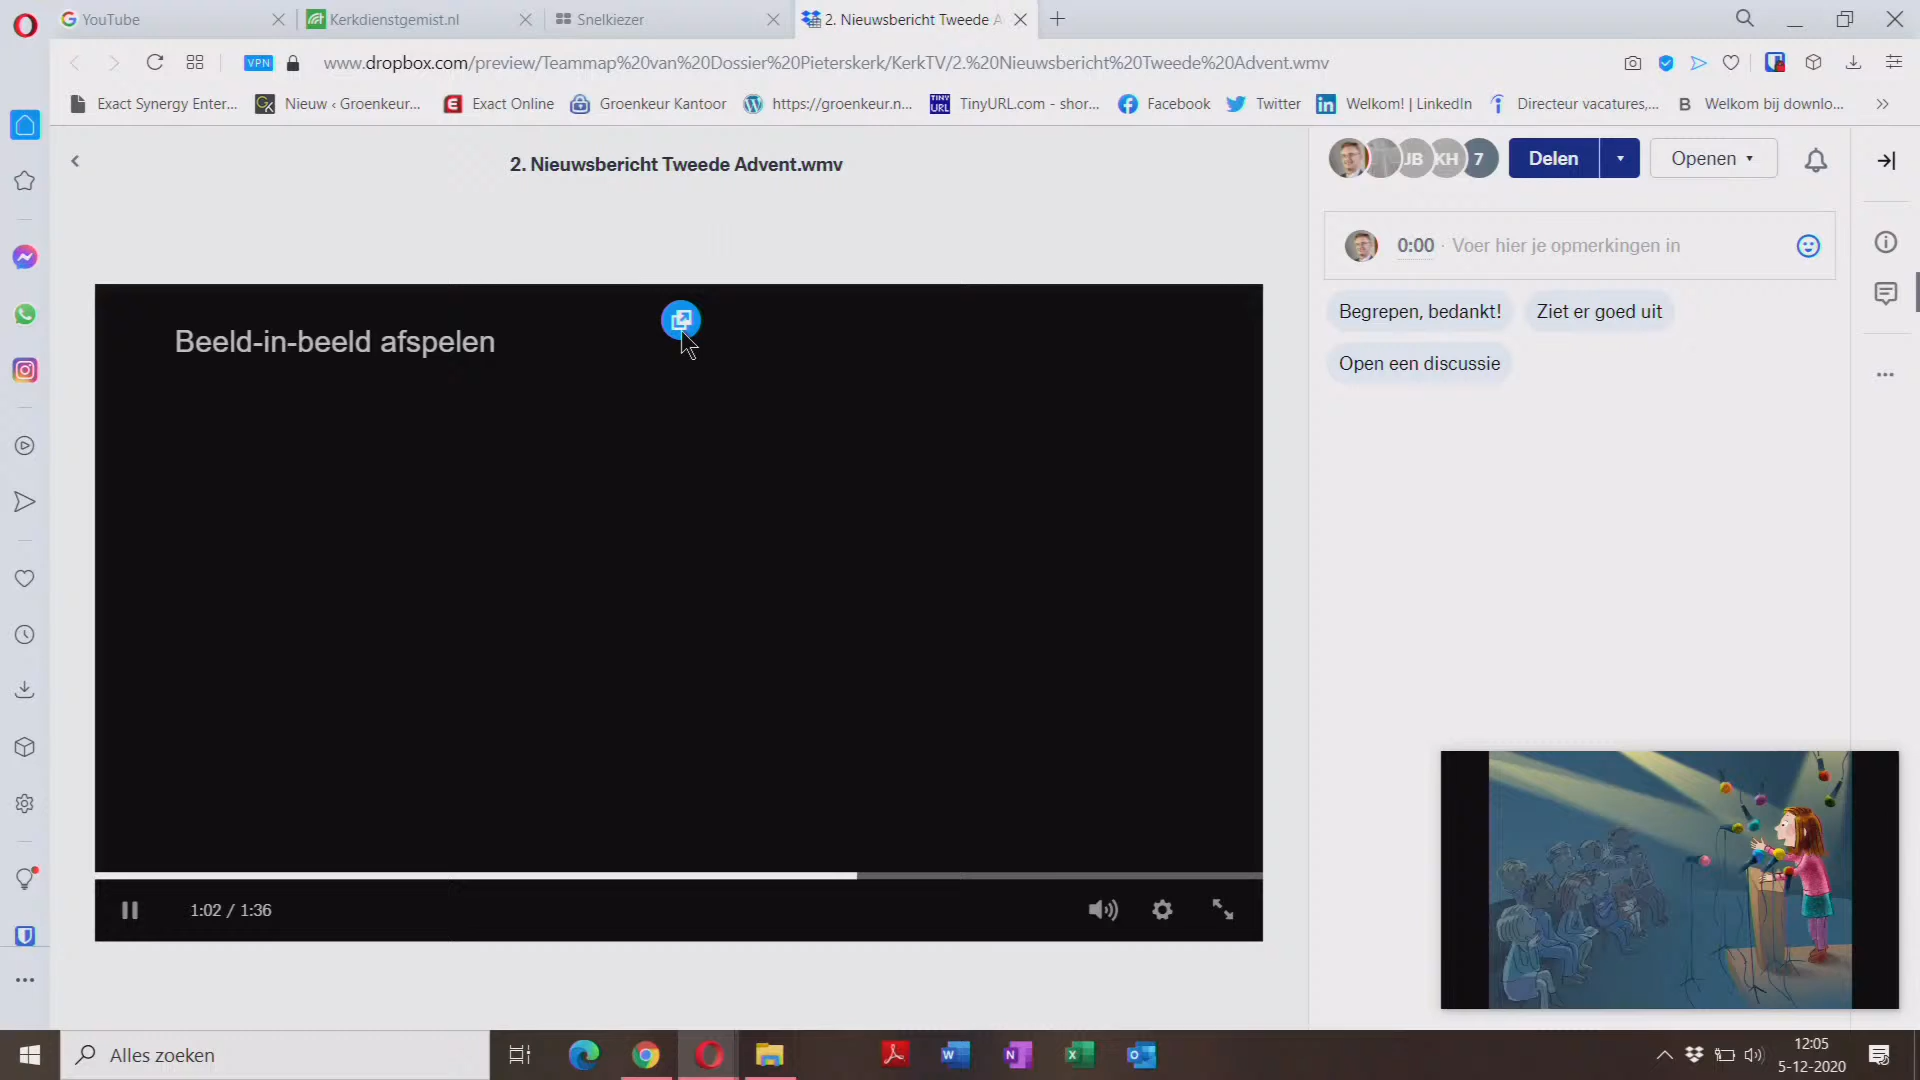 YouTube
Kerkdienstgemist.nl
Snelkiezer
2. Nieuwsbericht Tweede A
VPN
www.dropbox.com/preview/Teammap%20van%20Dossier%20Pieterskerk/KerkTV/2.%20Nieuwsbericht%20Tweede%20Advent.wmv
Exact Synergy Enter...
Nieuw ‹ Groenkeur...
Exact Online
Groenkeur Kantoor
https://groenkeur.n...
TinyURL.com - shor...
Facebook
Twitter
Welkom! | LinkedIn
Directeur vacatures,...
B Welkom bij downlo...
2. Nieuwsbericht Tweede Advent.wmv
JB
KH
7
Delen
Openen
0:00 · Voer hier je opmerkingen in
Begrepen, bedankt!
Ziet er goed uit
Open een discussie
Beeld-in-beeld afspelen
1:02 / 1:36
Alles zoeken
12:05
5-12-2020